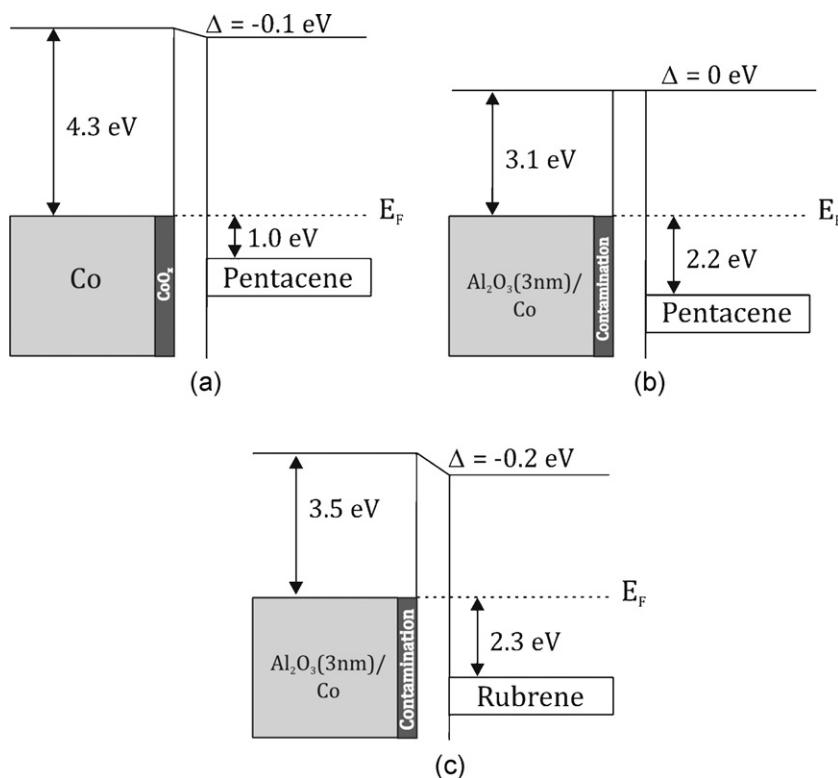 Δ = -0.1 eV
4.3 eV
E_F
1.0 eV
Co
CoOₓ
Pentacene
(a)
Δ = 0 eV
3.1 eV
E_F
2.2 eV
Al₂O₃(3nm)/
Co
Contamination
Pentacene
(b)
Δ = -0.2 eV
3.5 eV
E_F
2.3 eV
Al₂O₃(3nm)/
Co
Contamination
Rubrene
(c)